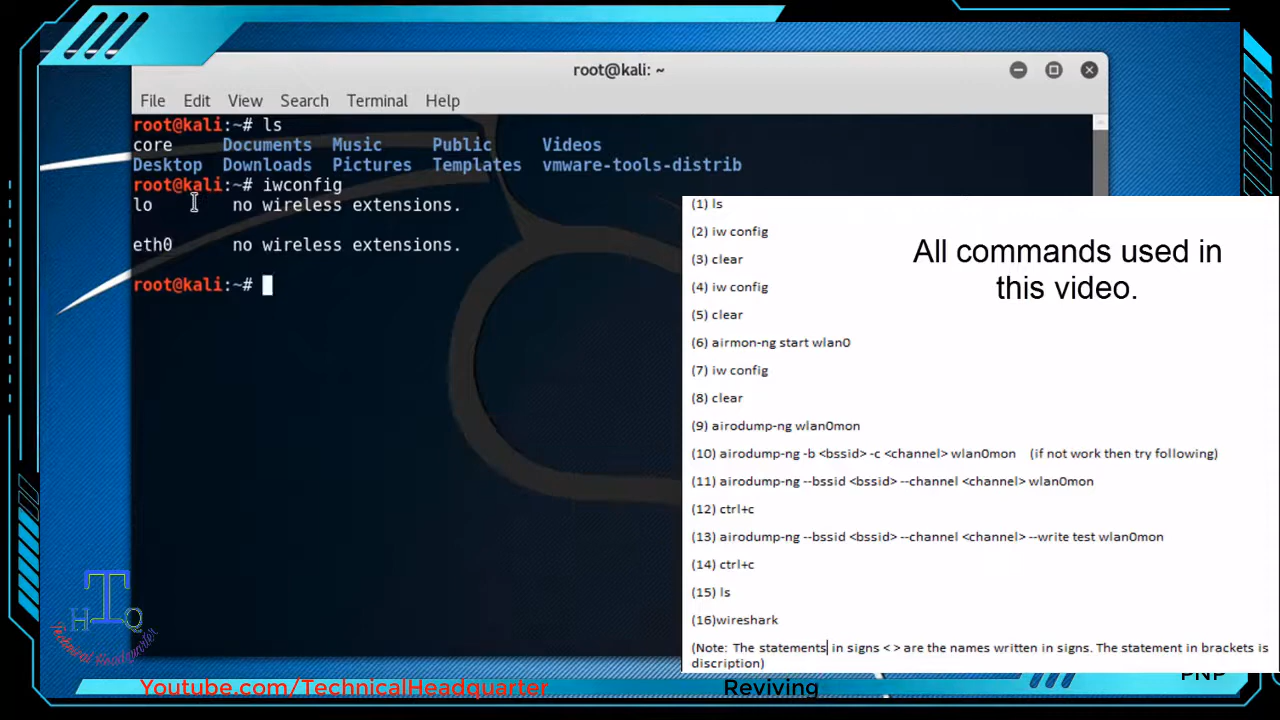 root@kali: ~
File Edit View Search Terminal Help
root@kali:~# ls
core Documents Music Public Videos
Desktop Downloads Pictures Templates vmware-tools-distrib
root@kali:~# iwconfig
lo no wireless extensions.
eth0 no wireless extensions.
root@kali:~#
(1) ls
(2) iw config
(3) clear
(4) iw config
(5) clear
(6) airmon-ng start wlan0
(7) iw config
(8) clear
(9) airodump-ng wlan0mon
(10) airodump-ng -b <bssid> -c <channel> wlan0mon (if not work then try following)
(11) airodump-ng --bssid <bssid> --channel <channel> wlan0mon
(12) ctrl+c
(13) airodump-ng --bssid <bssid> --channel <channel> --write test wlan0mon
(14) ctrl+c
(15) ls
(16)wireshark
(Note: The statements in signs < > are the names written in signs. The statement in brackets is
discription)
All commands used in
this video.
HTQ
Technical Headquarter
Youtube.com/TechnicalHeadquarter
Reviving
PNP